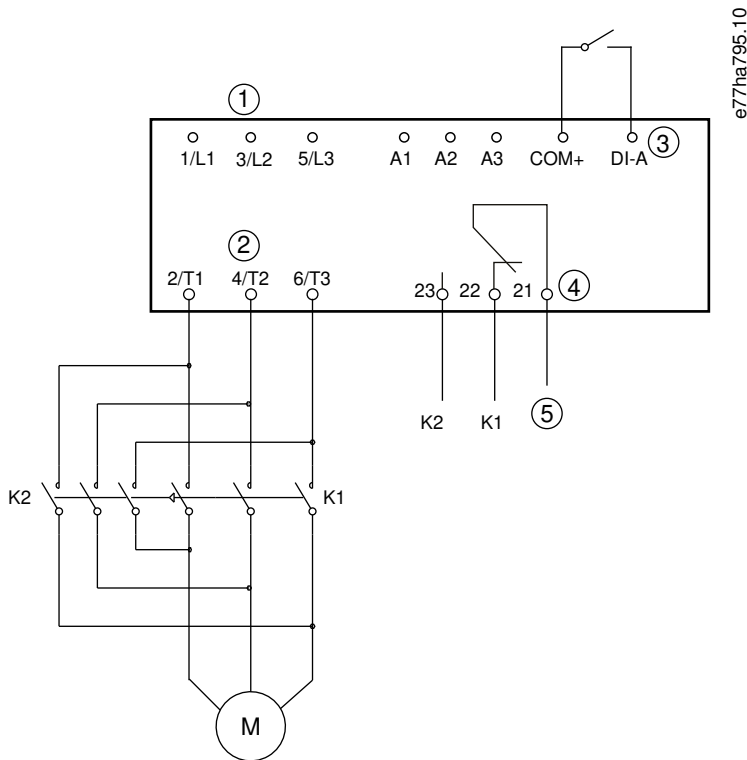 e77ha795.10
1
1/L1 3/L2 5/L3 A1 A2 A3 COM+ DI-A 3
2
2/T1 4/T2 6/T3
23 22 21 4
K2 K1 5
K2 K1
M